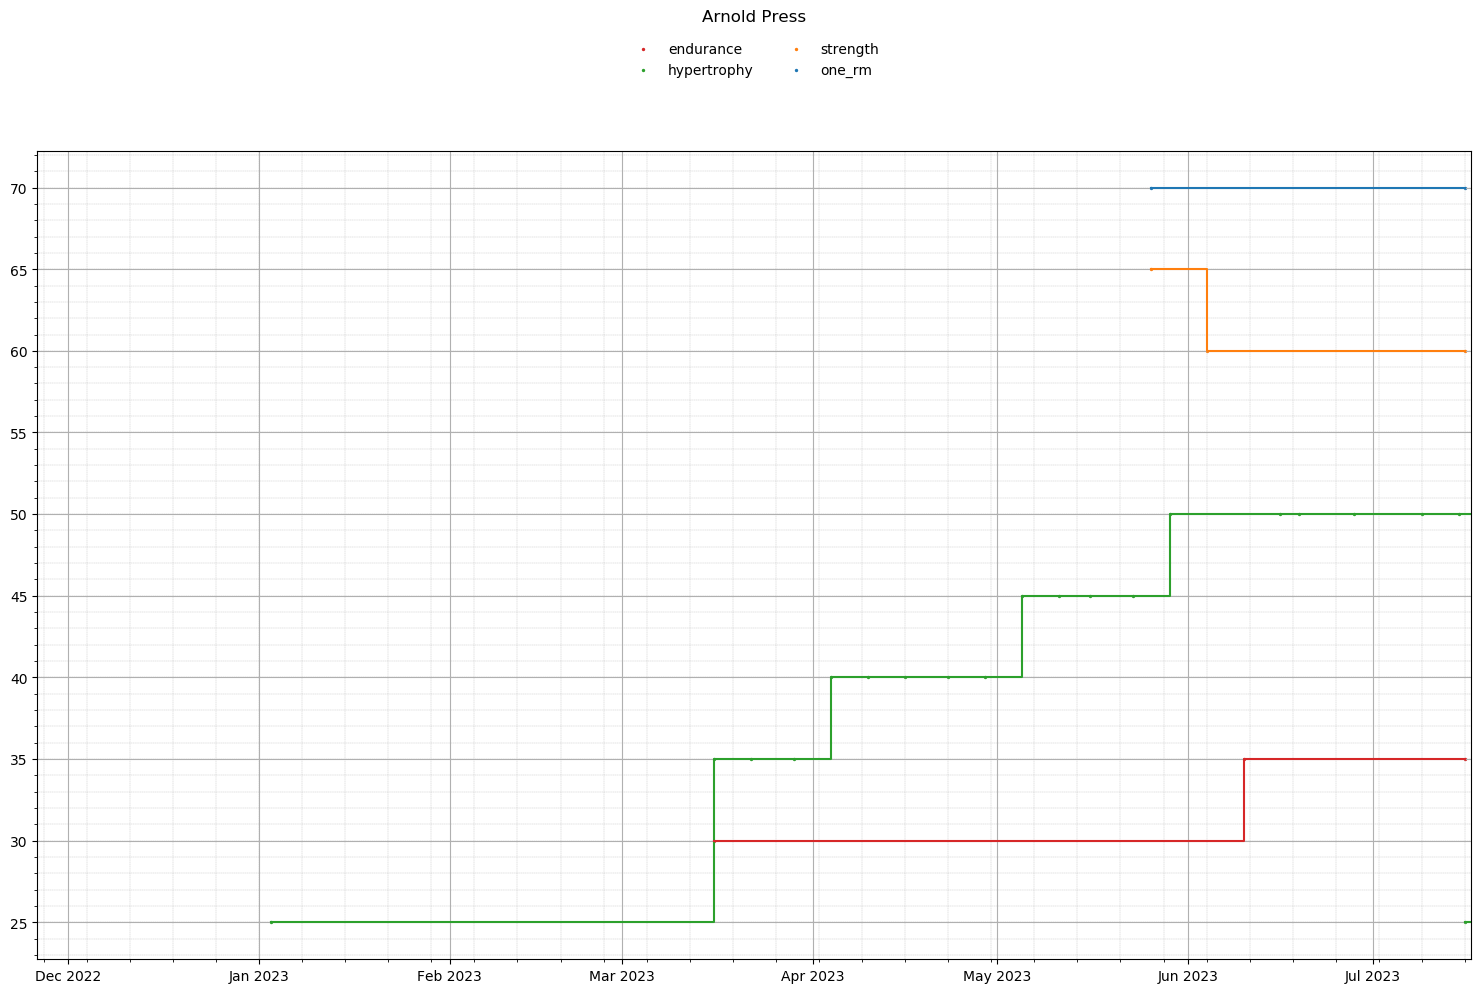 Arnold Press
endurance
strength
hypertrophy
one_rm
70
65
60
55
50
45
40
35
30
25
Dec 2022
Jan 2023
Feb 2023
Mar 2023
Apr 2023
May 2023
Jun 2023
Jul 2023